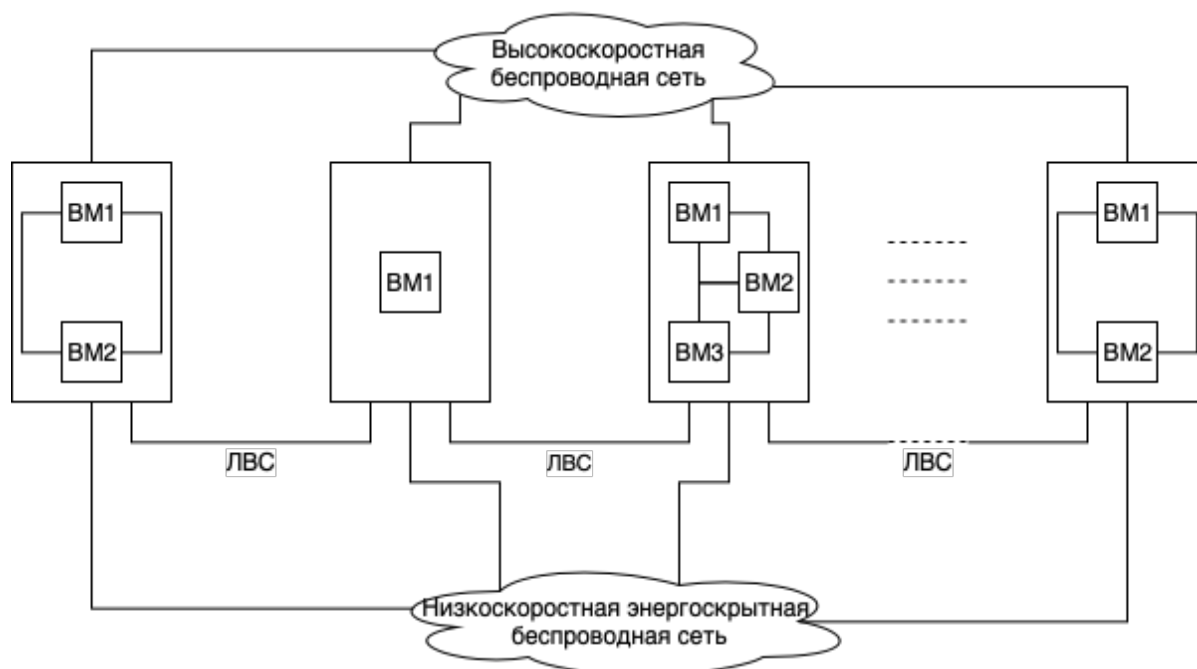 Высокоскоростная
беспроводная сеть
ВМ1
ВМ1
ВМ1
ВМ1
ВМ2
ВМ2
ВМ3
ВМ2
ЛВС
ЛВС
ЛВС
Низкоскоростная энергоскрытная
беспроводная сеть